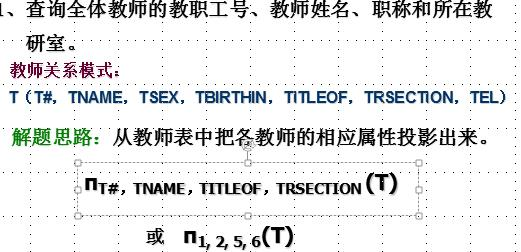 1、查询全体教师的教职工号、教师姓名、职称和所在教
研室。
教师关系模式：
T（T#，TNAME，TSEX，TBIRTHIN，TITLEOF，TRSECTION，TEL）
解题思路：从教师表中把各教师的相应属性投影出来。
πT#，TNAME，TITLEOF，TRSECTION(T)
或 π1, 2, 5, 6(T)